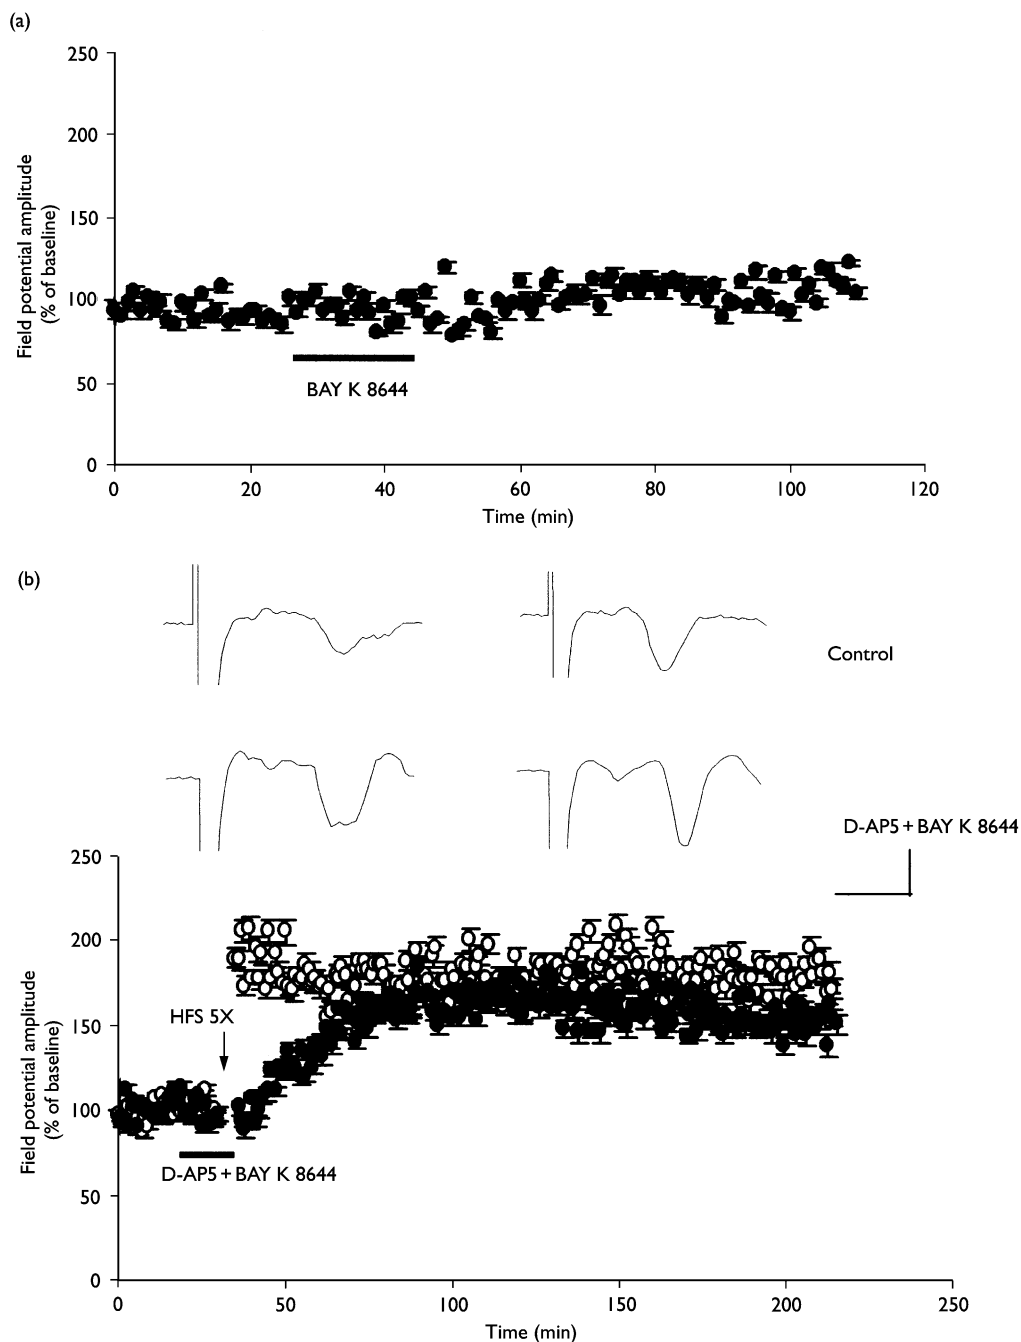 (a)
250
200
150
100
50
0
Field potential amplitude
(% of baseline)
BAY K 8644
0 20 40 60 80 100 120
Time (min)
(b)
Control
D-AP5 + BAY K 8644
250
200
150
100
50
0
Field potential amplitude
(% of baseline)
HFS 5X
D-AP5 + BAY K 8644
0 50 100 150 200 250
Time (min)